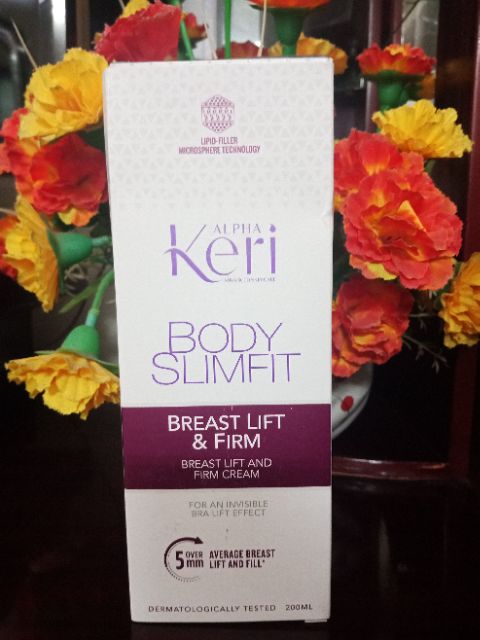 LIPID-FILLER
MICROSPHERE TECHNOLOGY
ALPHA
Keri
BODY
SLIMFIT
BREAST LIFT
& FIRM
BREAST LIFT AND
FIRM CREAM
FOR AN INVISIBLE
BRA LIFT EFFECT
5 OVER mm AVERAGE BREAST
LIFT AND FILL*
DERMATOLOGICALLY TESTED 200ML